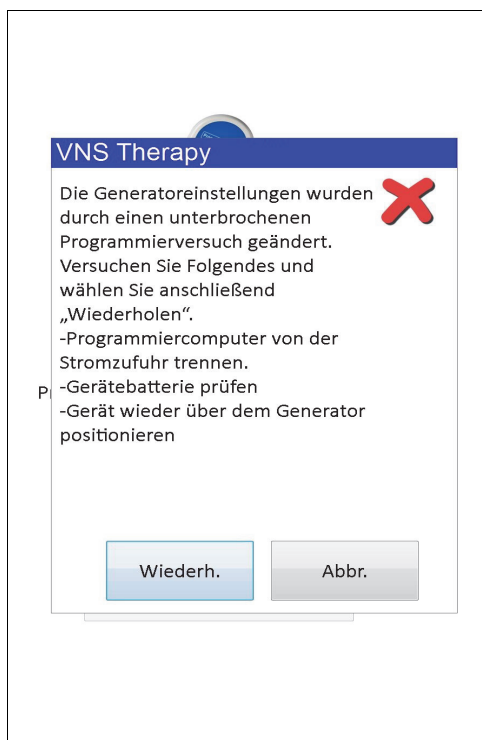 VNS Therapy
Die Generatoreinstellungen wurden
durch einen unterbrochenen
Programmierversuch geändert.
Versuchen Sie Folgendes und
wählen Sie anschließend
„Wiederholen“.
-Programmiercomputer von der
Stromzufuhr trennen.
-Gerätebatterie prüfen
-Gerät wieder über dem Generator
positionieren
Wiederh.
Abbr.